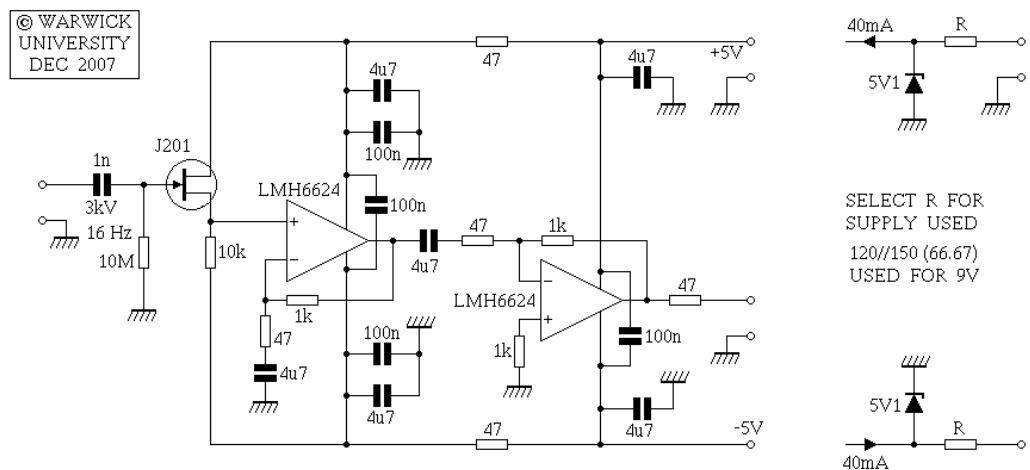 © WARWICK
UNIVERSITY
DEC 2007
47
+5V
4u7
4u7
100n
J201
1n
3kV
16 Hz
10M
10k
LMH6624
+
−
100n
4u7
47
1k
1k
47
4u7
100n
4u7
LMH6624
−
+
1k
47
100n
4u7
47
-5V
40mA
R
5V1
SELECT R FOR
SUPPLY USED
120//150 (66.67)
USED FOR 9V
5V1
R
40mA